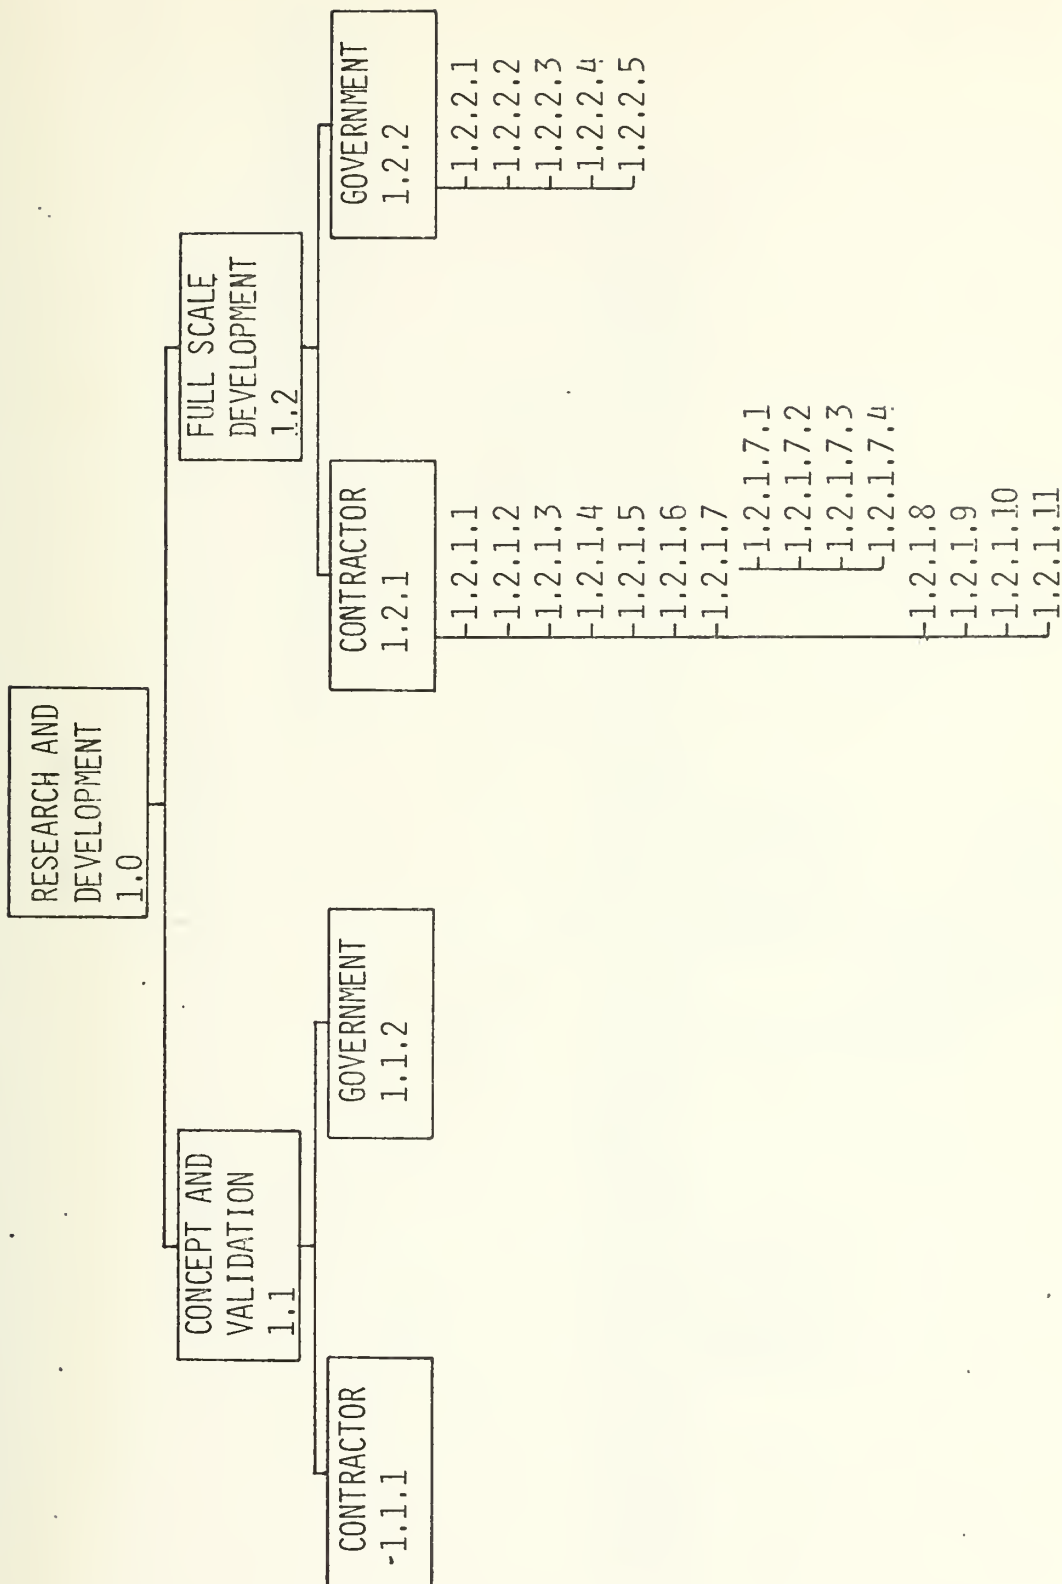 RESEARCH AND
DEVELOPMENT
1.0
CONCEPT AND
VALIDATION
1.1
FULL SCALE
DEVELOPMENT
1.2
CONTRACTOR
1.1.1
GOVERNMENT
1.1.2
CONTRACTOR
1.2.1
GOVERNMENT
1.2.2
1.2.1.1
1.2.1.2
1.2.1.3
1.2.1.4
1.2.1.5
1.2.1.6
1.2.1.7
1.2.1.7.1
1.2.1.7.2
1.2.1.7.3
1.2.1.7.4
1.2.1.8
1.2.1.9
1.2.1.10
1.2.1.11
1.2.2.1
1.2.2.2
1.2.2.3
1.2.2.4
1.2.2.5